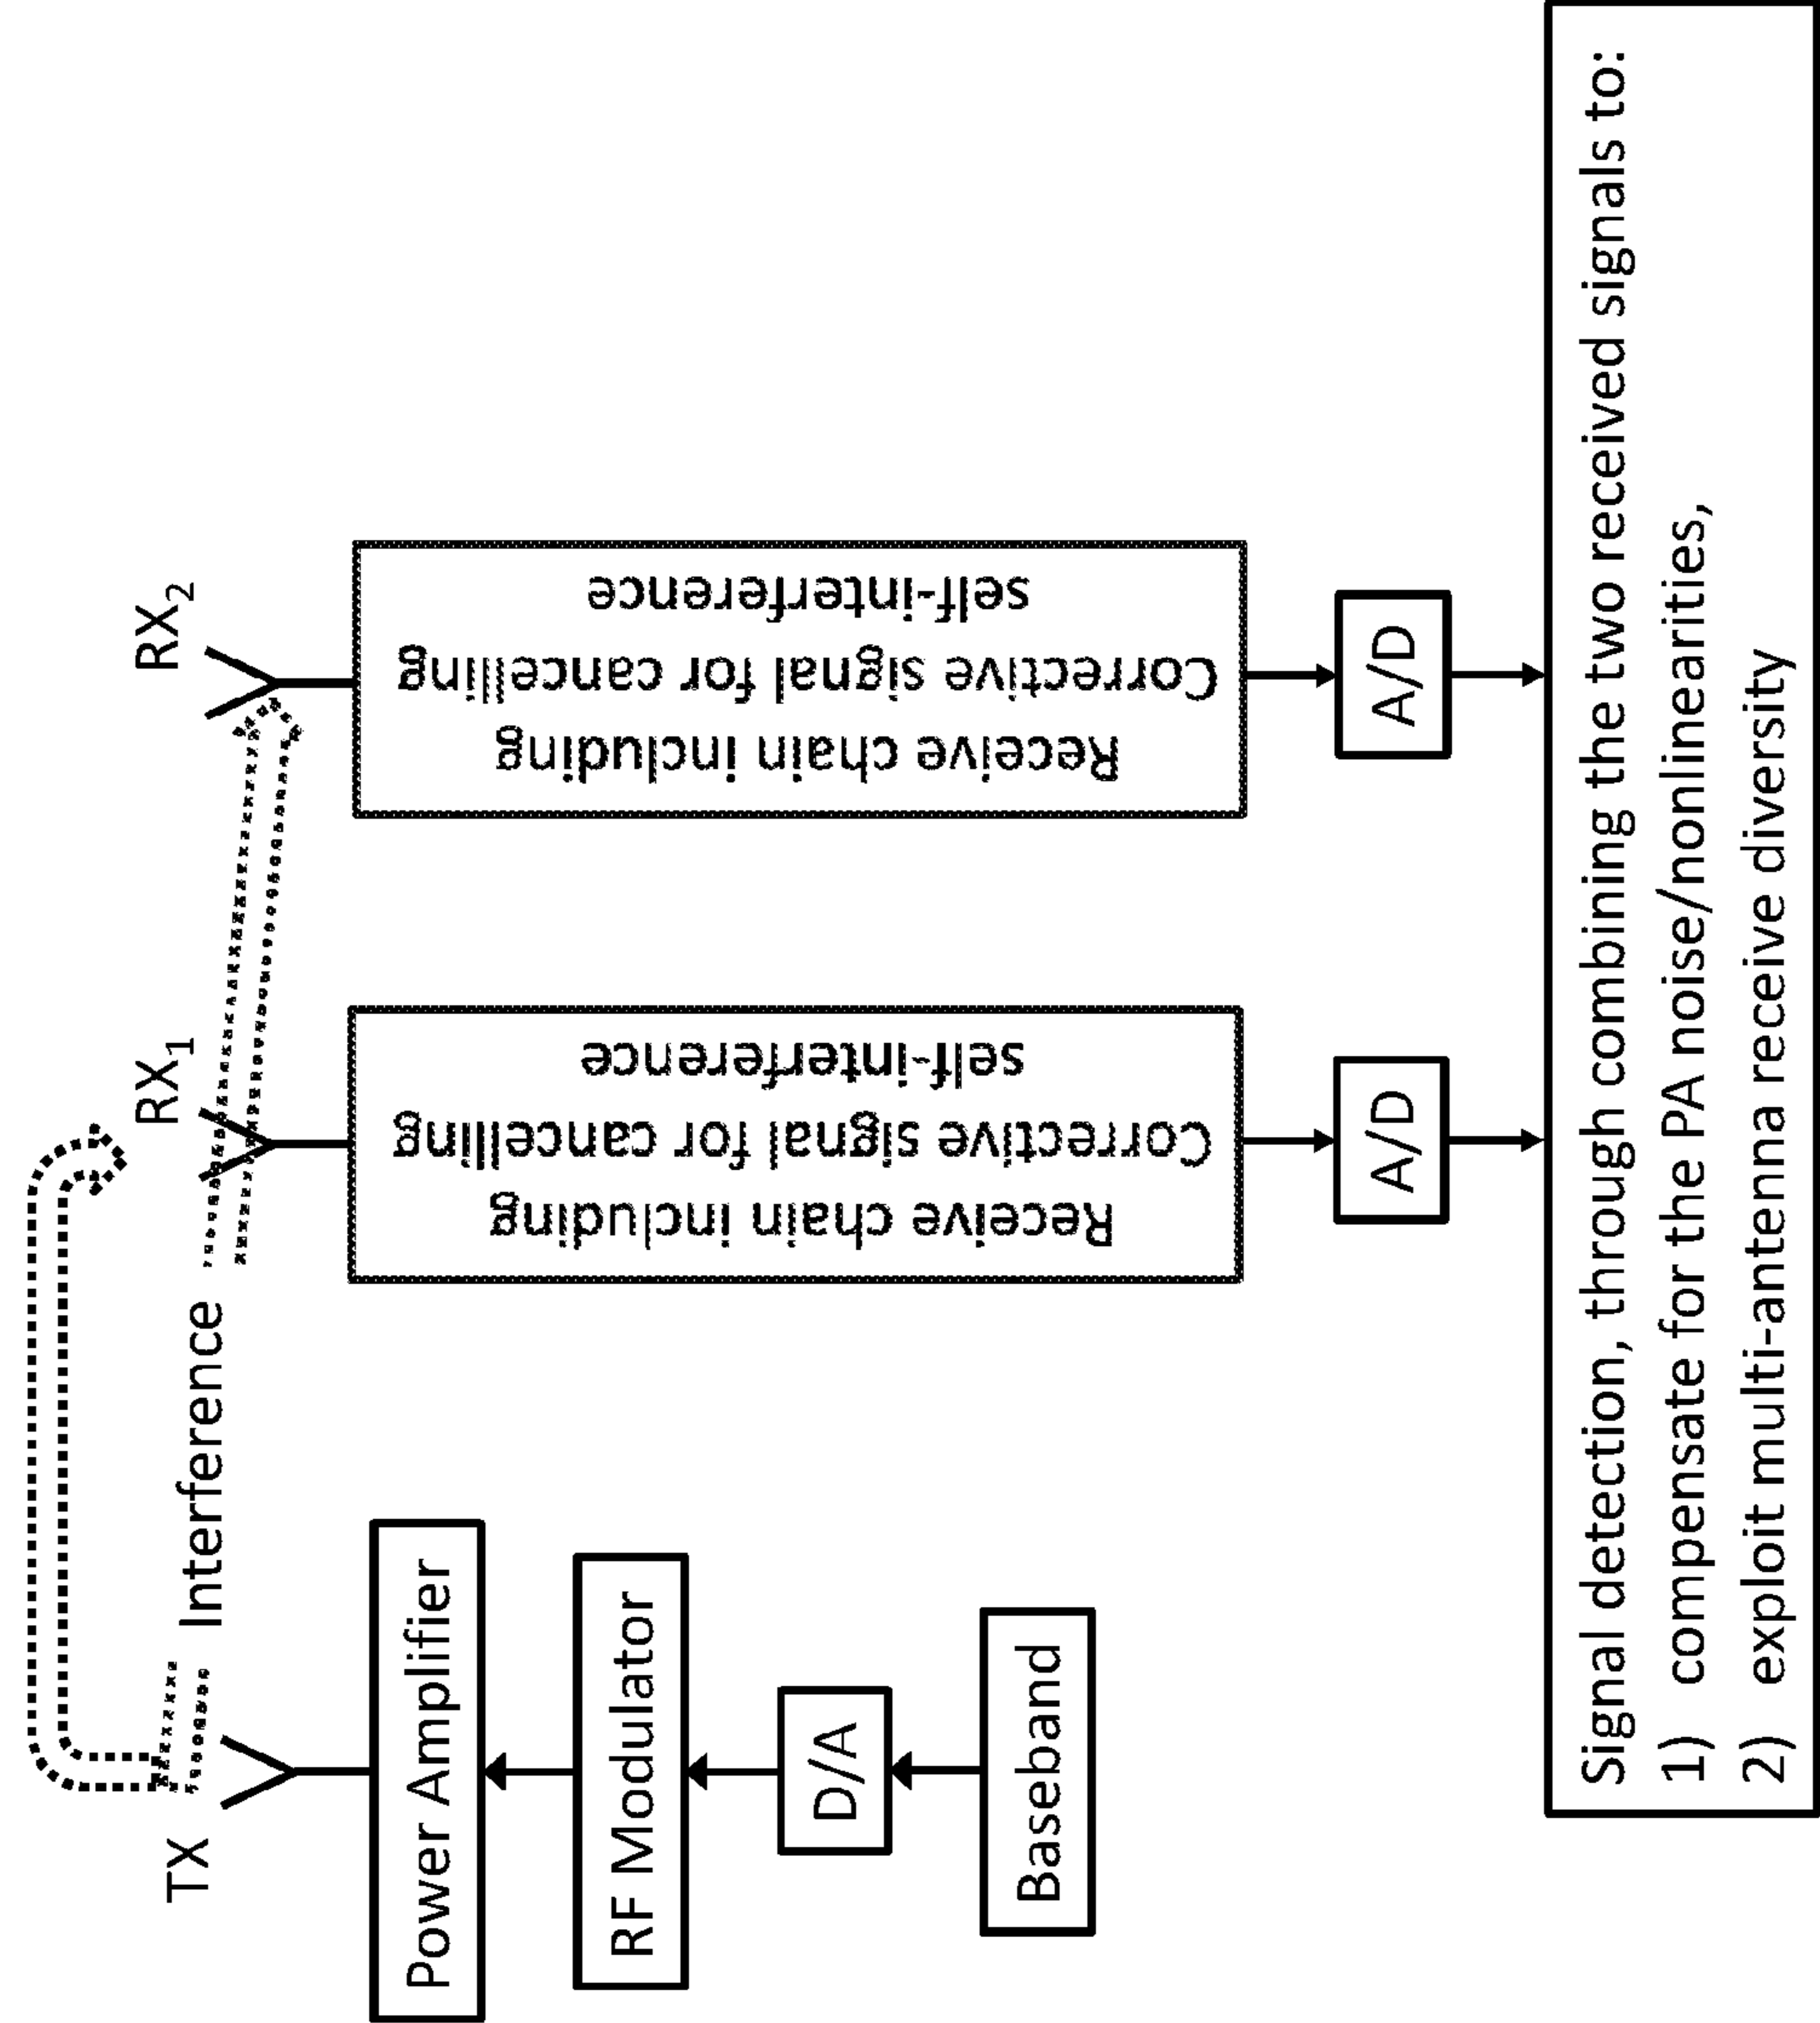 TX
Interference
RX₁
RX₂
Power Amplifier
RF Modulator
D/A
Baseband
Receive chain including
Corrective signal for cancelling
self-interference
A/D
Receive chain including
Corrective signal for cancelling
self-interference
A/D
Signal detection, through combining the two received signals to:
1) compensate for the PA noise/nonlinearities,
2) exploit multi-antenna receive diversity